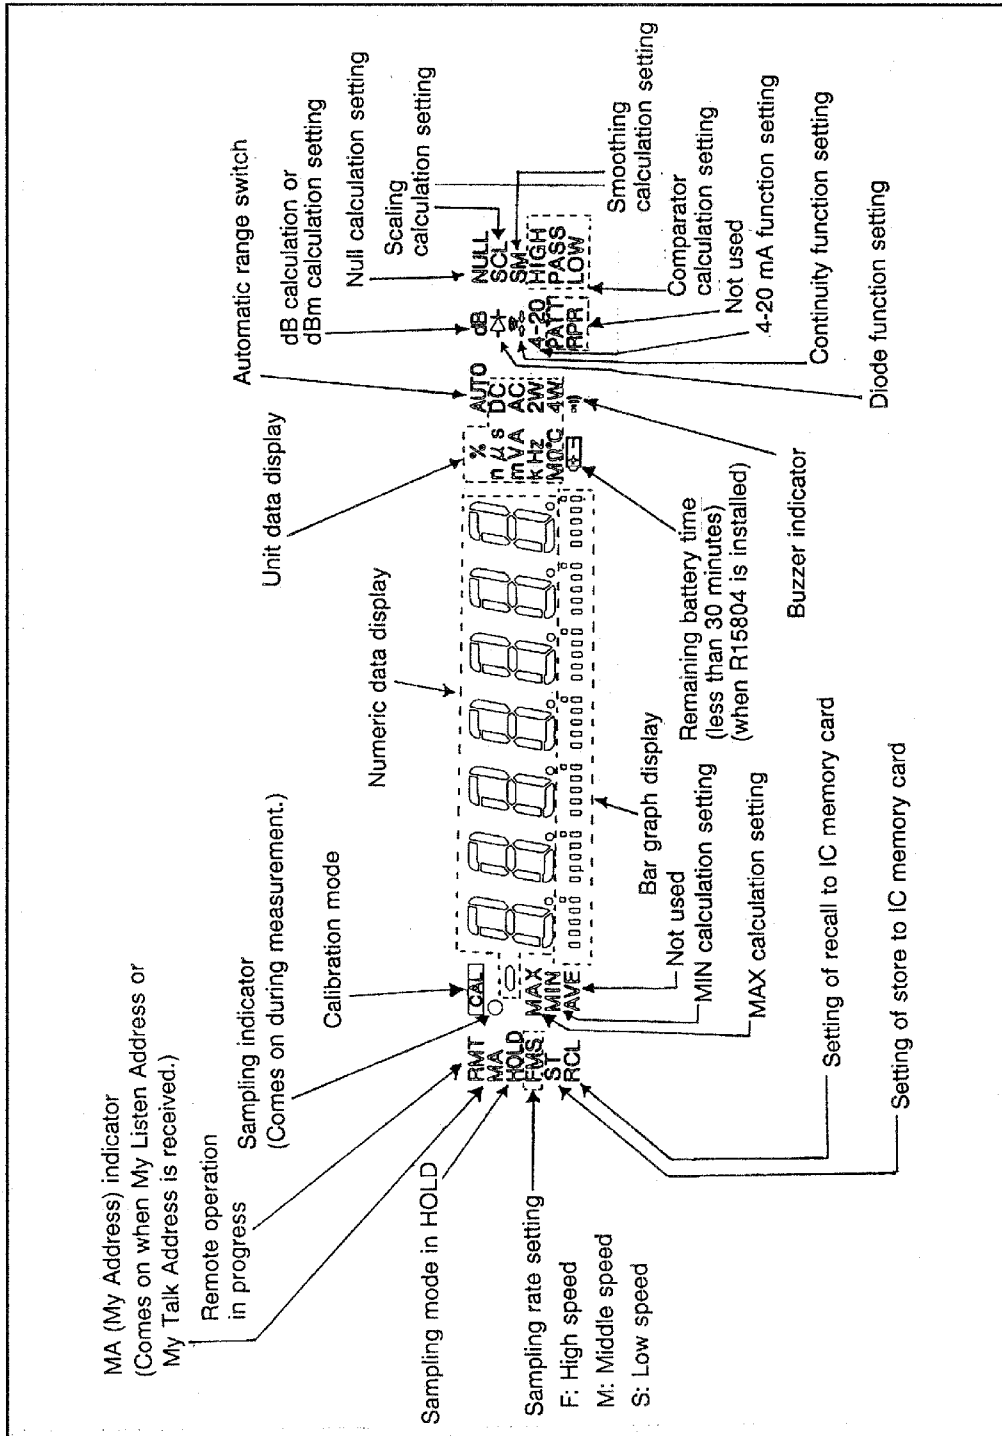 MA (My Address) indicator
(Comes on when My Listen Address or
My Talk Address is received.)
Remote operation
in progress
Sampling indicator
(Comes on during measurement.)
Calibration mode
Numeric data display
Unit data display
Automatic range switch
dB calculation or
dBm calculation setting
Null calculation setting
Scaling
calculation setting
RMT
MA
HOLD
FMS
ST
RCL
CAL
MAX
MIN
AVE
%
n μ s
m V A
k Hz
MΩ°C
AUTO
DC
AC
2W
4W
dB
4-20
PATT
RPR
NULL
SCL
SM
HIGH
PASS
LOW
Sampling mode in HOLD
Sampling rate setting
F: High speed
M: Middle speed
S: Low speed
Smoothing
calculation setting
Comparator
calculation setting
Not used
4-20 mA function setting
Continuity function setting
Diode function setting
Buzzer indicator
Remaining battery time
(less than 30 minutes)
(when R15804 is installed)
Bar graph display
Not used
MIN calculation setting
MAX calculation setting
Setting of recall to IC memory card
Setting of store to IC memory card